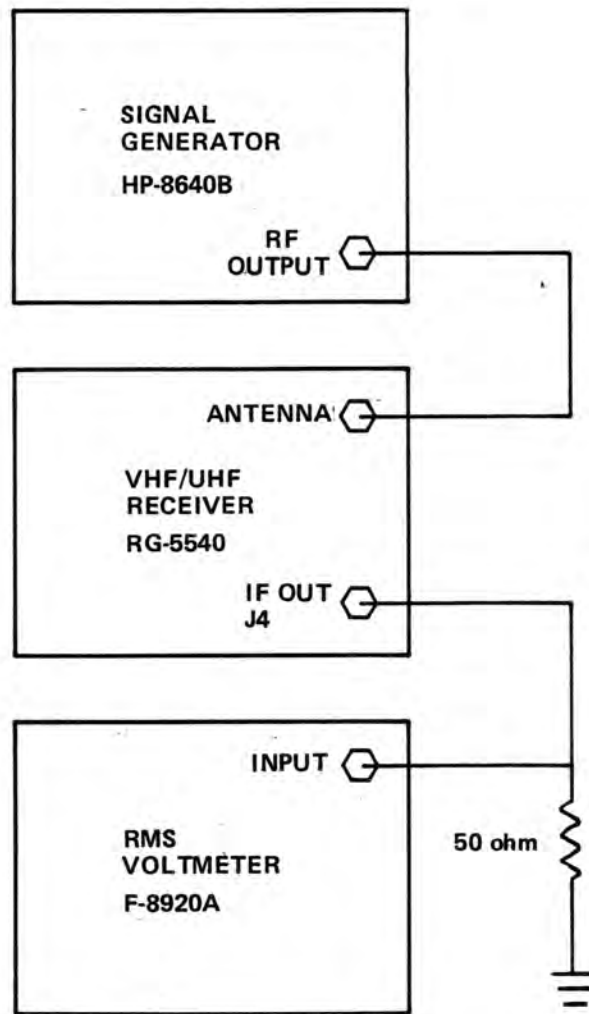 SIGNAL
GENERATOR
HP-8640B
RF
OUTPUT
ANTENNA
VHF/UHF
RECEIVER
RG-5540
IF OUT
J4
INPUT
RMS
VOLTMETER
F-8920A
50 ohm